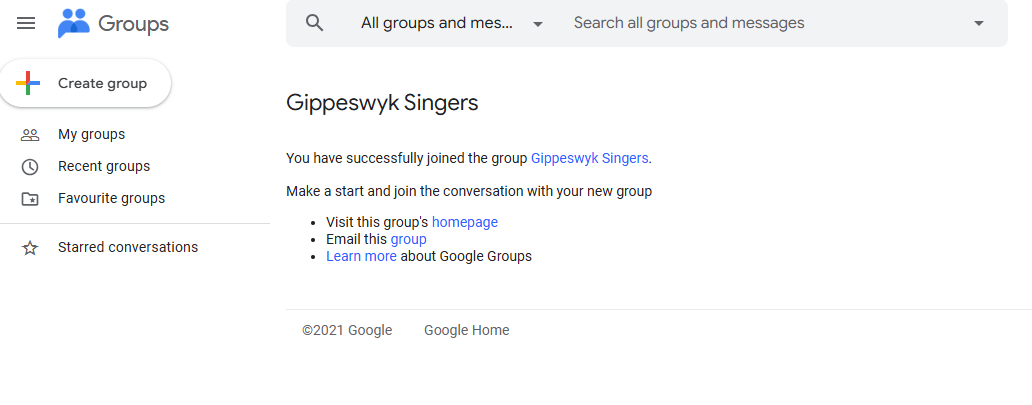 Groups
All groups and mes...
Search all groups and messages
Create group
My groups
Recent groups
Favourite groups
Starred conversations
Gippeswyk Singers
You have successfully joined the group Gippeswyk Singers.
Make a start and join the conversation with your new group
• Visit this group's homepage
• Email this group
• Learn more about Google Groups
©2021 Google Google Home